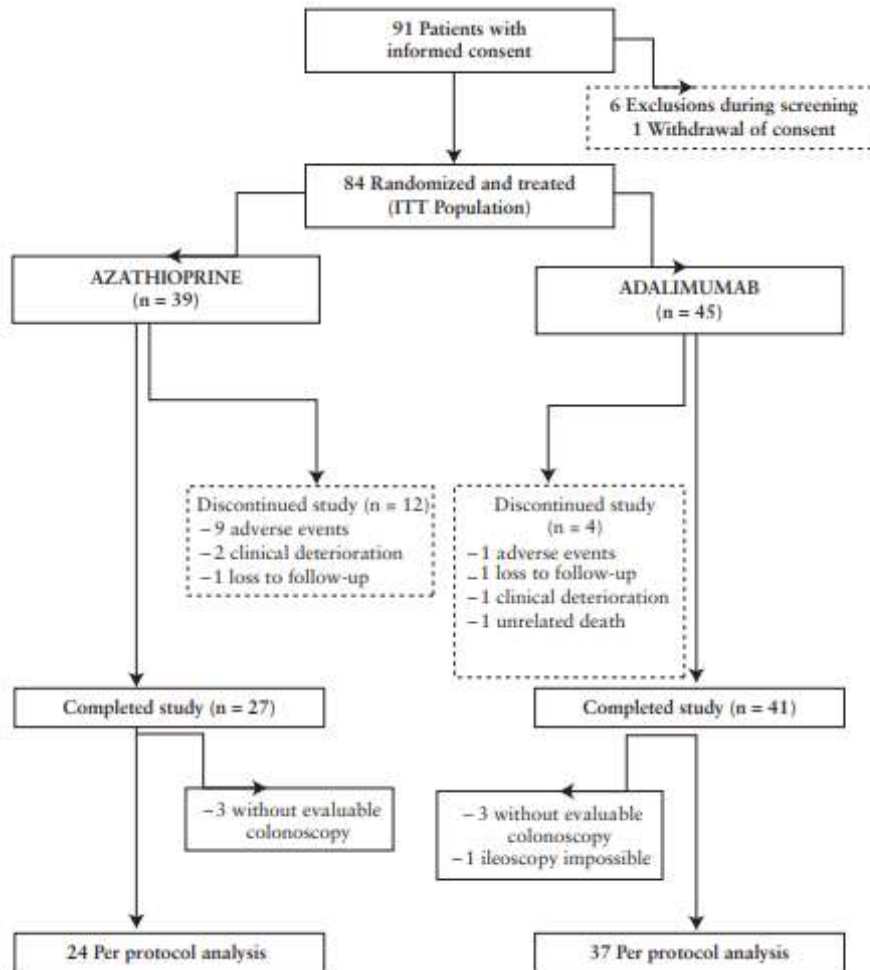 91 Patients with
informed consent
6 Exclusions during screening
1 Withdrawal of consent
84 Randomized and treated
(ITT Population)
AZATHIOPRINE
(n = 39)
ADALIMUMAB
(n = 45)
Discontinued study (n = 12)
–9 adverse events
–2 clinical deterioration
–1 loss to follow-up
Discontinued study
(n = 4)
–1 adverse events
–1 loss to follow-up
–1 clinical deterioration
–1 unrelated death
Completed study (n = 27)
Completed study (n = 41)
–3 without evaluable
colonoscopy
–3 without evaluable
colonoscopy
–1 ileoscopy impossible
24 Per protocol analysis
37 Per protocol analysis